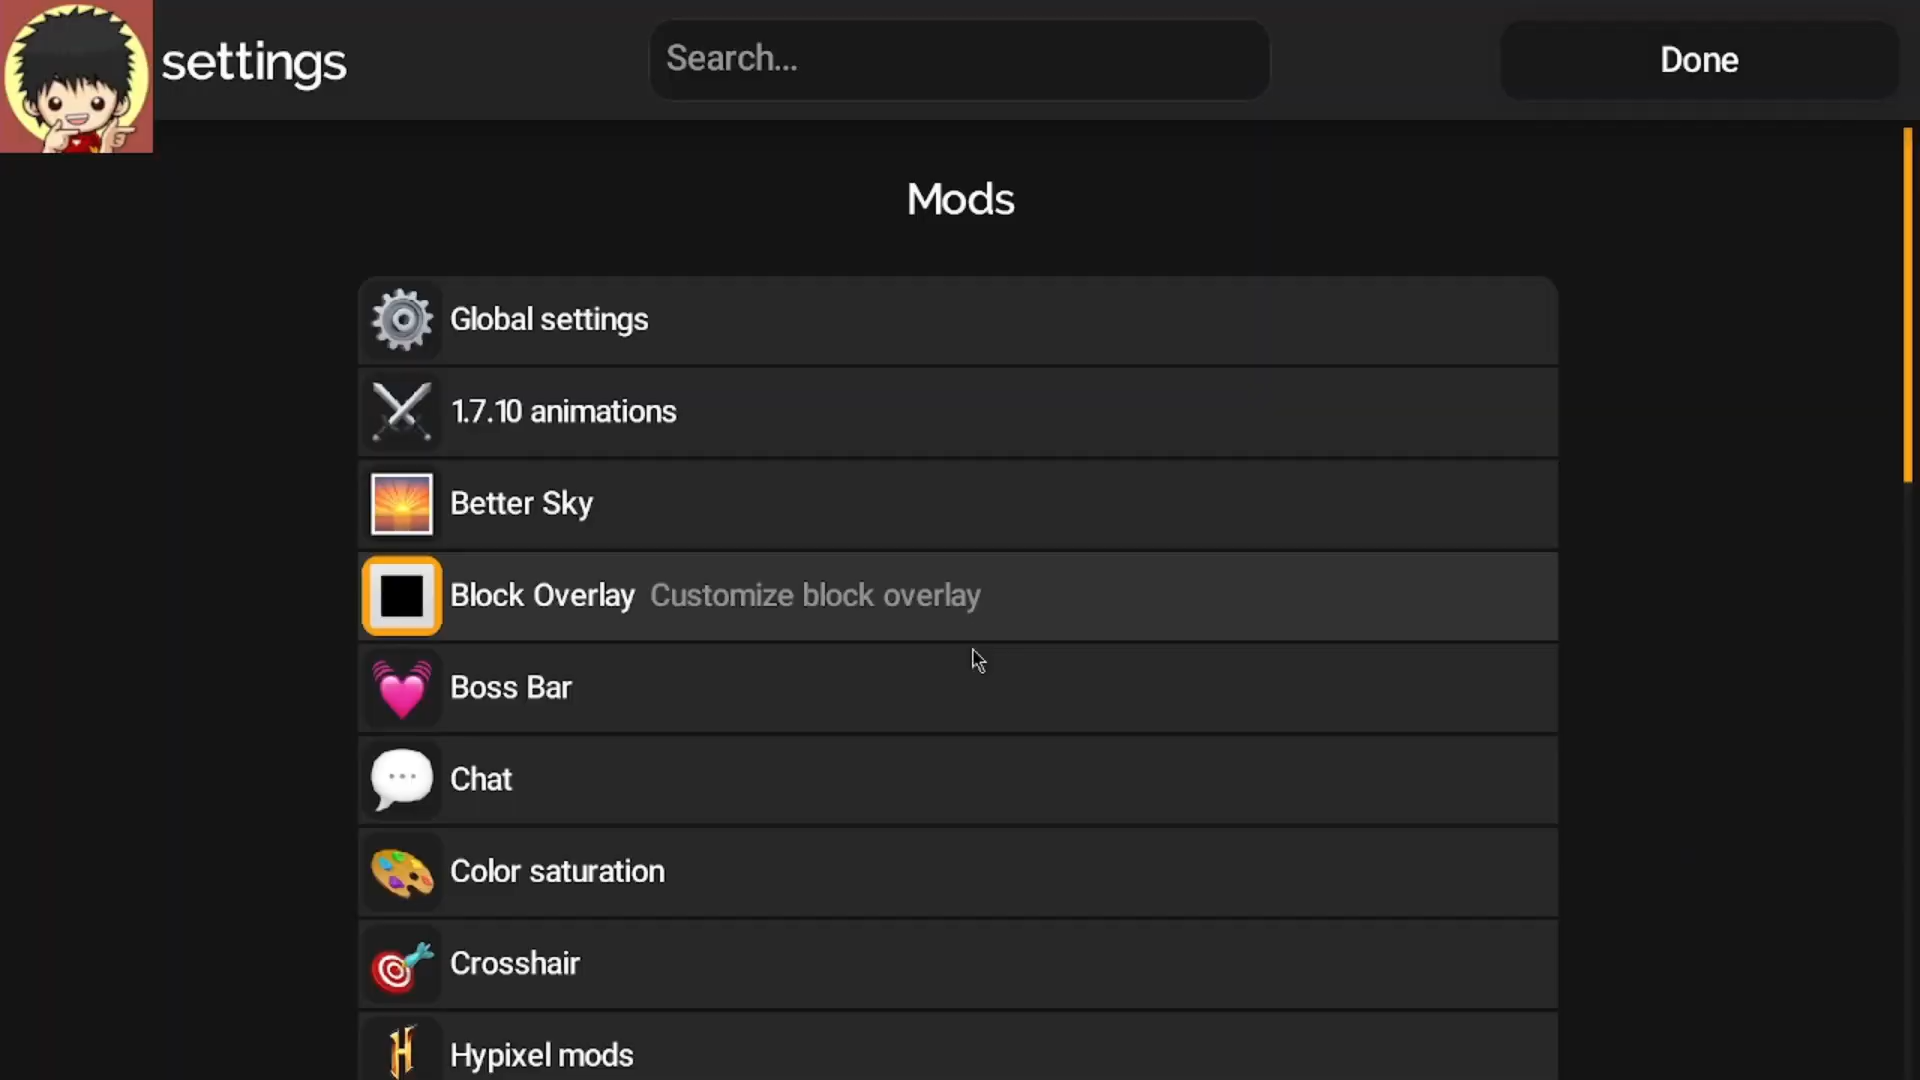 settings
Search...
Done
Mods
Global settings
1.7.10 animations
Better Sky
Block Overlay Customize block overlay
Boss Bar
Chat
Color saturation
Crosshair
Hypixel mods